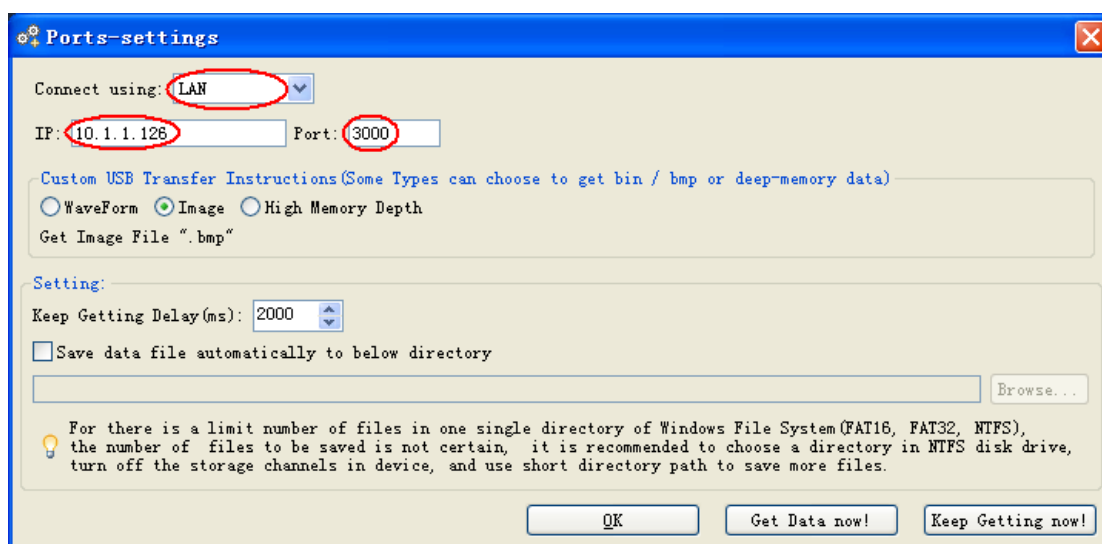 Ports-settings
Connect using: LAN
IP: 10.1.1.126 Port: 3000
Custom USB Transfer Instructions(Some Types can choose to get bin / bmp or deep-memory data)
WaveForm Image High Memory Depth
Get Image File ".bmp"
Setting:
Keep Getting Delay(ms): 2000
Save data file automatically to below directory
Browse...
For there is a limit number of files in one single directory of Windows File System(FAT16, FAT32, NTFS),
the number of files to be saved is not certain, it is recommended to choose a directory in NTFS disk drive,
turn off the storage channels in device, and use short directory path to save more files.
OK Get Data now! Keep Getting now!